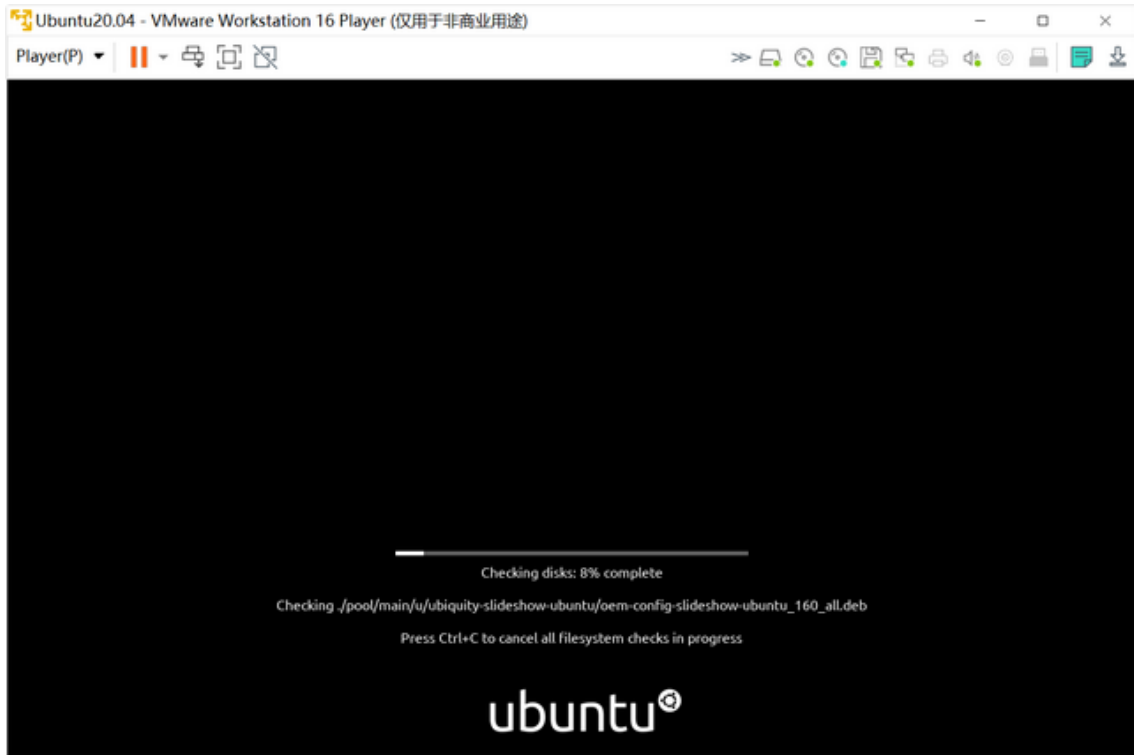 Ubuntu20.04 - VMware Workstation 16 Player (仅用于非商业用途)
Player(P)
Checking disks: 8% complete
Checking ./pool/main/u/ubiquity-slideshow-ubuntu/oem-config-slideshow-ubuntu_160_all.deb
Press Ctrl+C to cancel all filesystem checks in progress
ubuntu